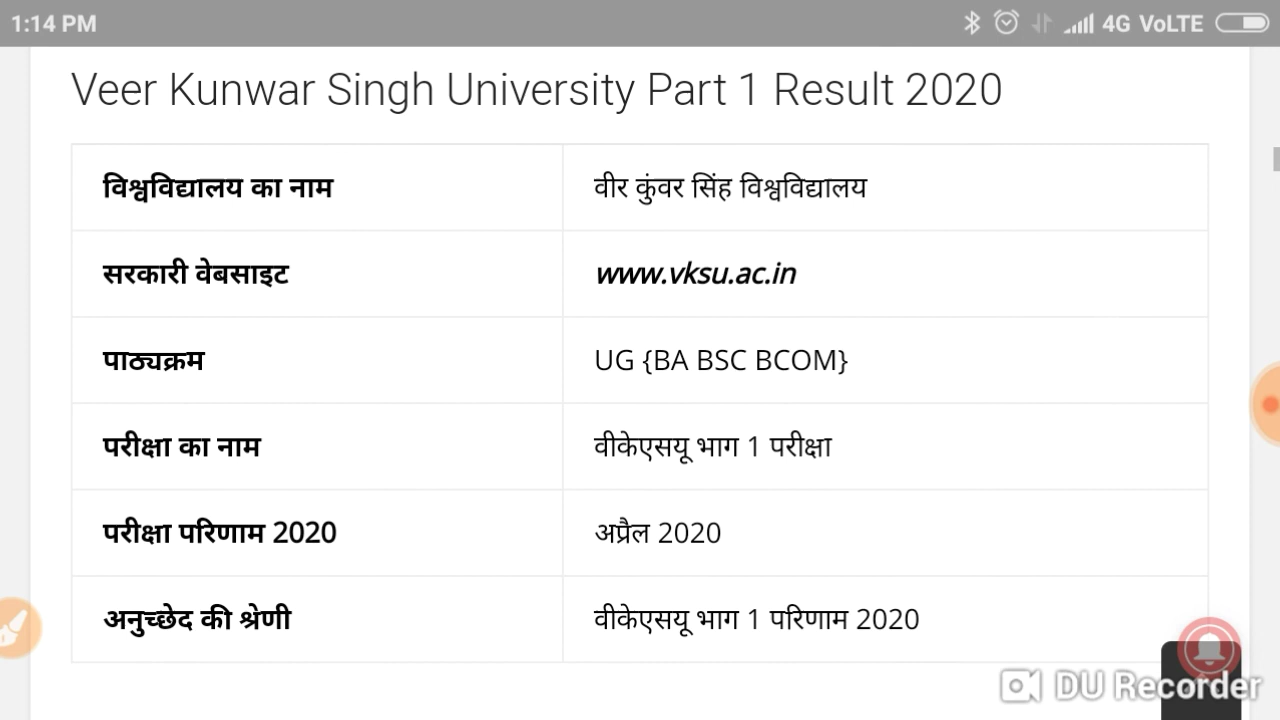 1:14 PM 4G VoLTE
Veer Kunwar Singh University Part 1 Result 2020
विश्वविद्यालय का नाम वीर कुंवर सिंह विश्वविद्यालय
सरकारी वेबसाइट www.vksu.ac.in
पाठ्यक्रम UG {BA BSC BCOM}
परीक्षा का नाम वीकेएसयू भाग 1 परीक्षा
परीक्षा परिणाम 2020 अप्रैल 2020
अनुच्छेद की श्रेणी वीकेएसयू भाग 1 परिणाम 2020
DU Recorder